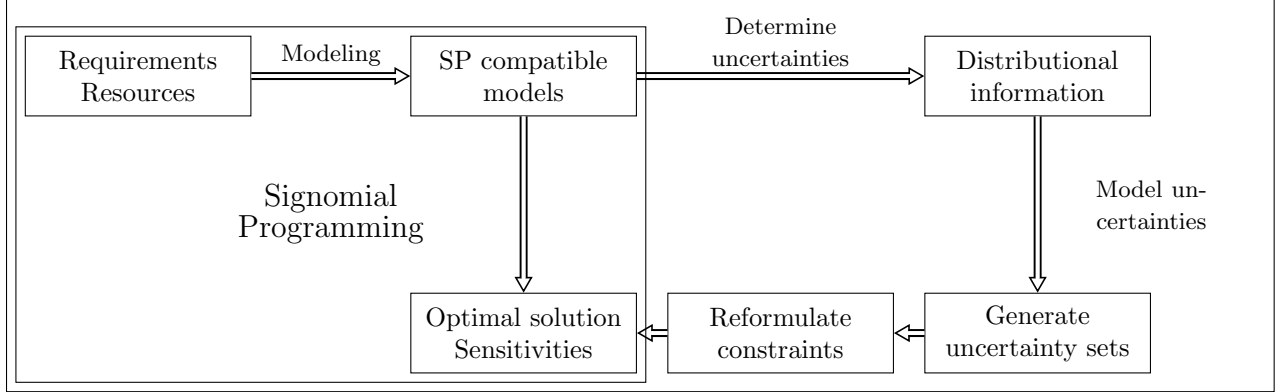 Requirements
Resources
Modeling
SP compatible
models
Determine
uncertainties
Distributional
information
Signomial
Programming
Model un-
certainties
Optimal solution
Sensitivities
Reformulate
constraints
Generate
uncertainty sets